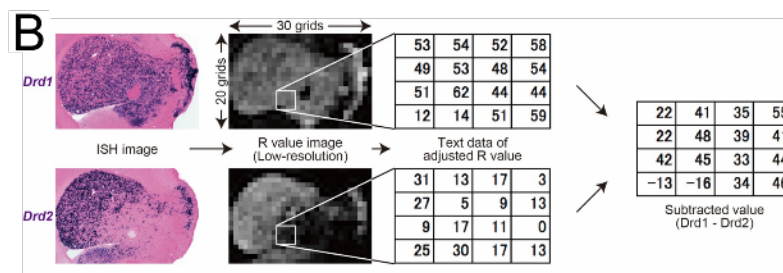 B
30 grids
20 grids
Drd1
53 54 52 58
49 53 48 54
51 62 44 44
12 14 51 59
ISH image
R value image
(Low-resolution)
Text data of
adjusted R value
22 41 35
22 48 39
42 45 33
-13 -16 34
Subtracted value
(Drd1 - Drd2)
Drd2
31 13 17 3
27 5 9 13
9 17 11 0
25 30 17 13